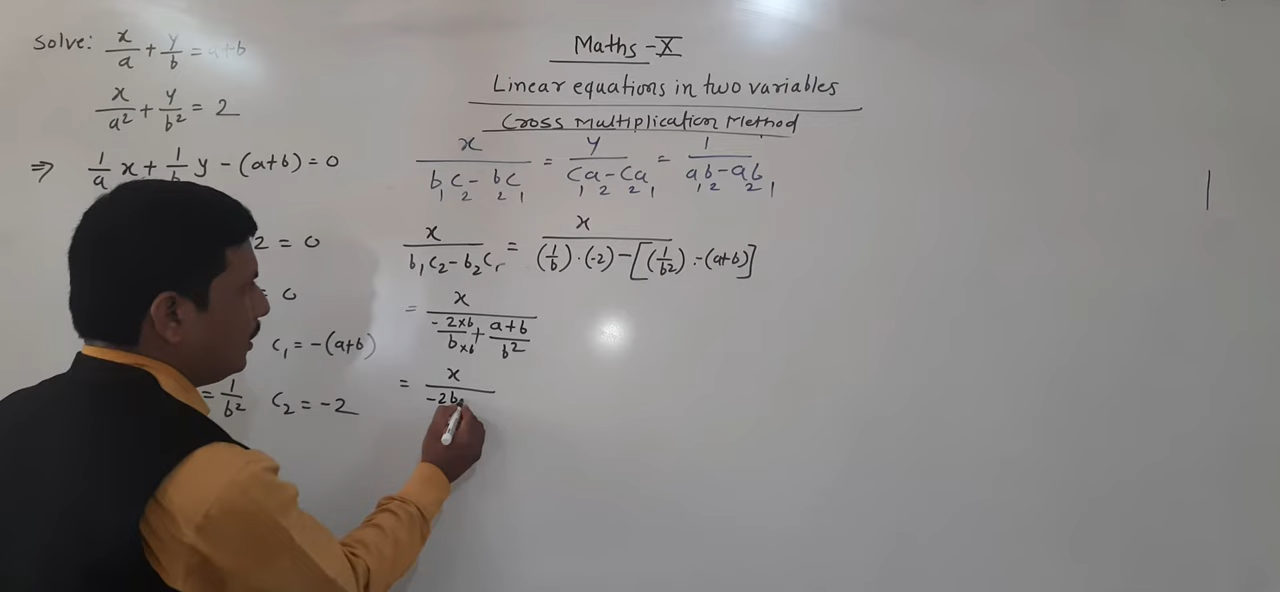 Solve: x/a + y/b = a+b
x/a² + y/b² = 2
⇒ 1/a x + 1/b y - (a+b) = 0
2 = 0
= 0
c₁ = -(a+b)
= 1/b² c₂ = -2
Maths - X
Linear equations in two variables
Cross Multiplication Method
x/(b₁c₂ - b₂c₁) = y/(c₁a₂ - c₂a₁) = 1/(a₁b₂ - a₂b₁)
x/(b₁c₂ - b₂c₁) = x/((1/b)·(-2) - [(1/b²)·-(a+b)])
= x/(-2×b/b×b + a+b/b²)
= x/-2b